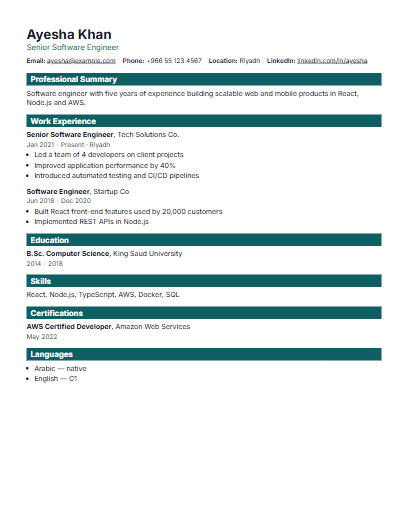 Ayesha Khan
Senior Software Engineer
Email: ayesha@example.com Phone: +966 55 123 4567 Location: Riyadh LinkedIn: linkedin.com/in/ayesha
Professional Summary
Software engineer with five years of experience building scalable web and mobile products in React,
Node.js and AWS.
Work Experience
Senior Software Engineer, Tech Solutions Co.
Jan 2021 - Present · Riyadh
• Led a team of 4 developers on client projects
• Improved application performance by 40%
• Introduced automated testing and CI/CD pipelines
Software Engineer, Startup Co
Jun 2018 - Dec 2020
• Built React front-end features used by 20,000 customers
• Implemented REST APIs in Node.js
Education
B.Sc. Computer Science, King Saud University
2014 - 2018
Skills
React, Node.js, TypeScript, AWS, Docker, SQL
Certifications
AWS Certified Developer, Amazon Web Services
May 2022
Languages
• Arabic — native
• English — C1